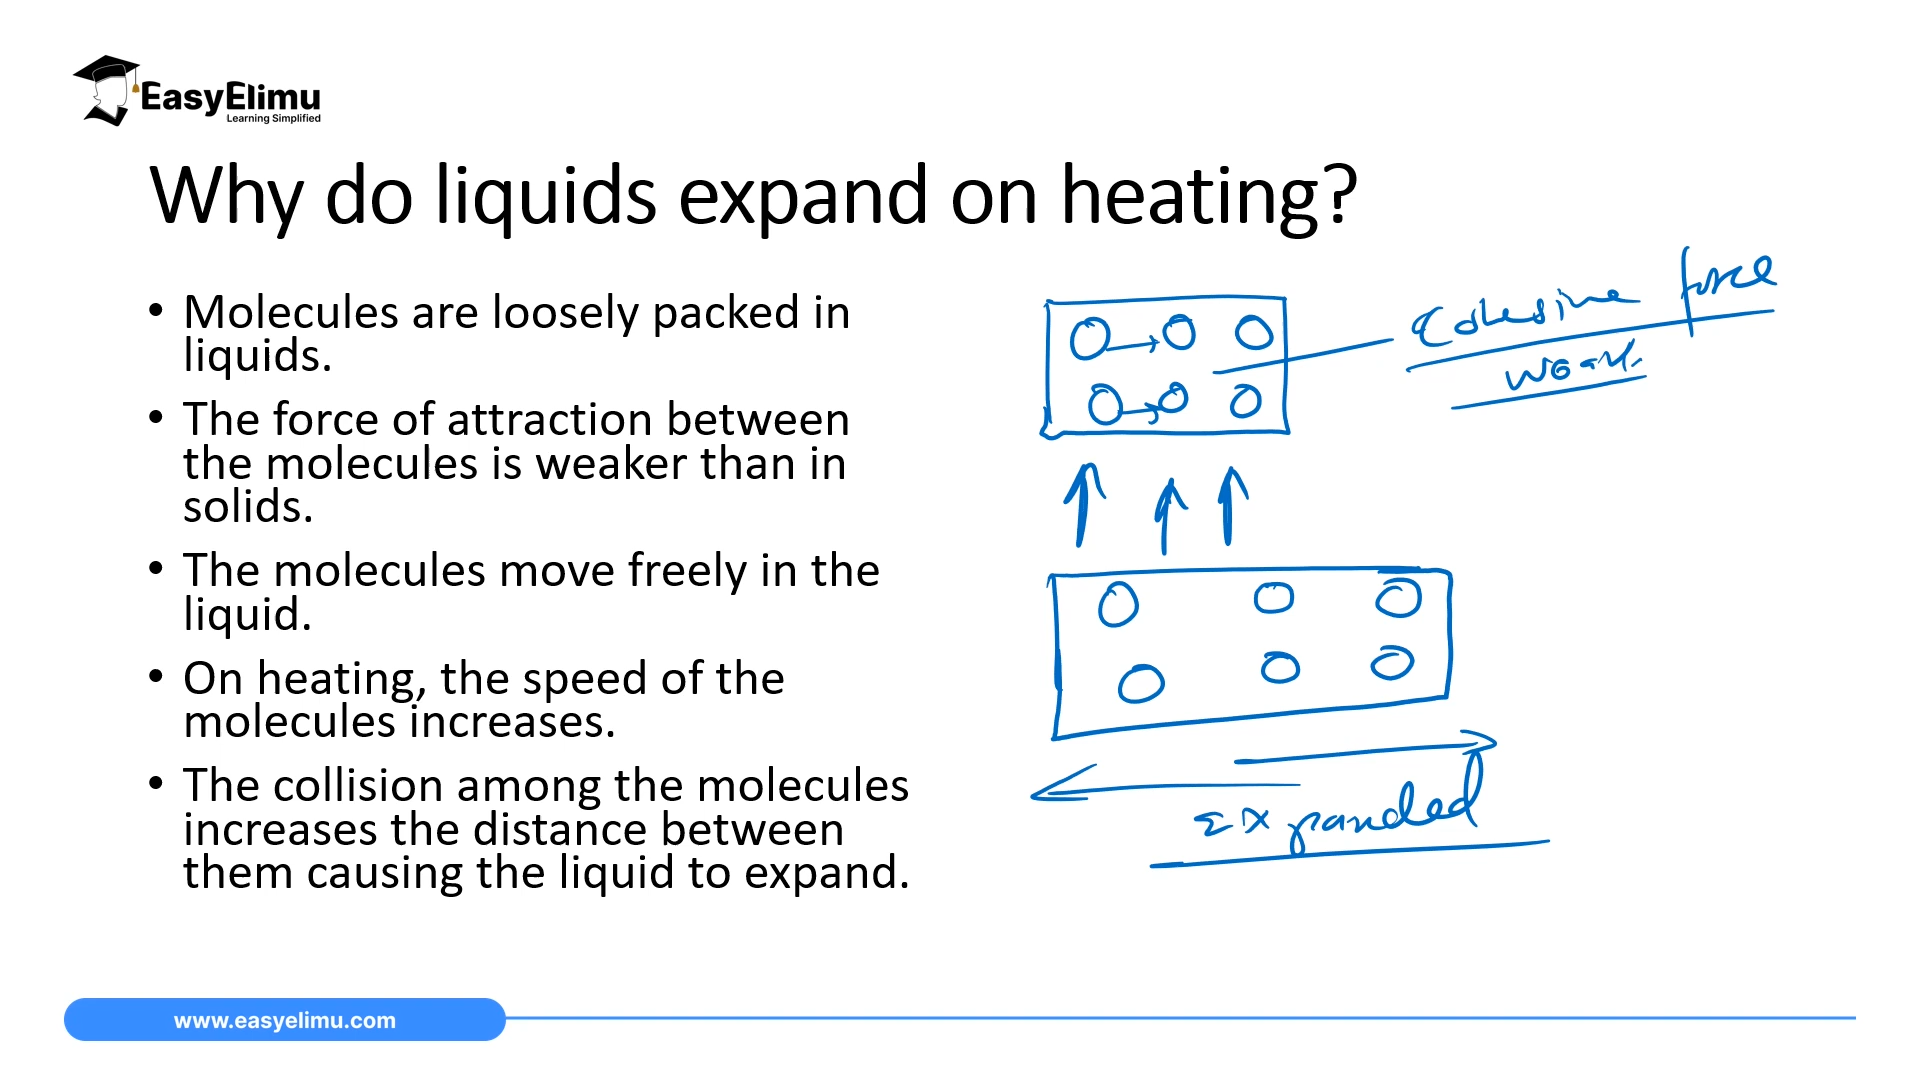 EasyElimu
Learning Simplified
Why do liquids expand on heating?
• Molecules are loosely packed in
liquids.
• The force of attraction between
the molecules is weaker than in
solids.
• The molecules move freely in the
liquid.
• On heating, the speed of the
molecules increases.
• The collision among the molecules
increases the distance between
them causing the liquid to expand.
Cohesive force
weak
Expanded
www.easyelimu.com